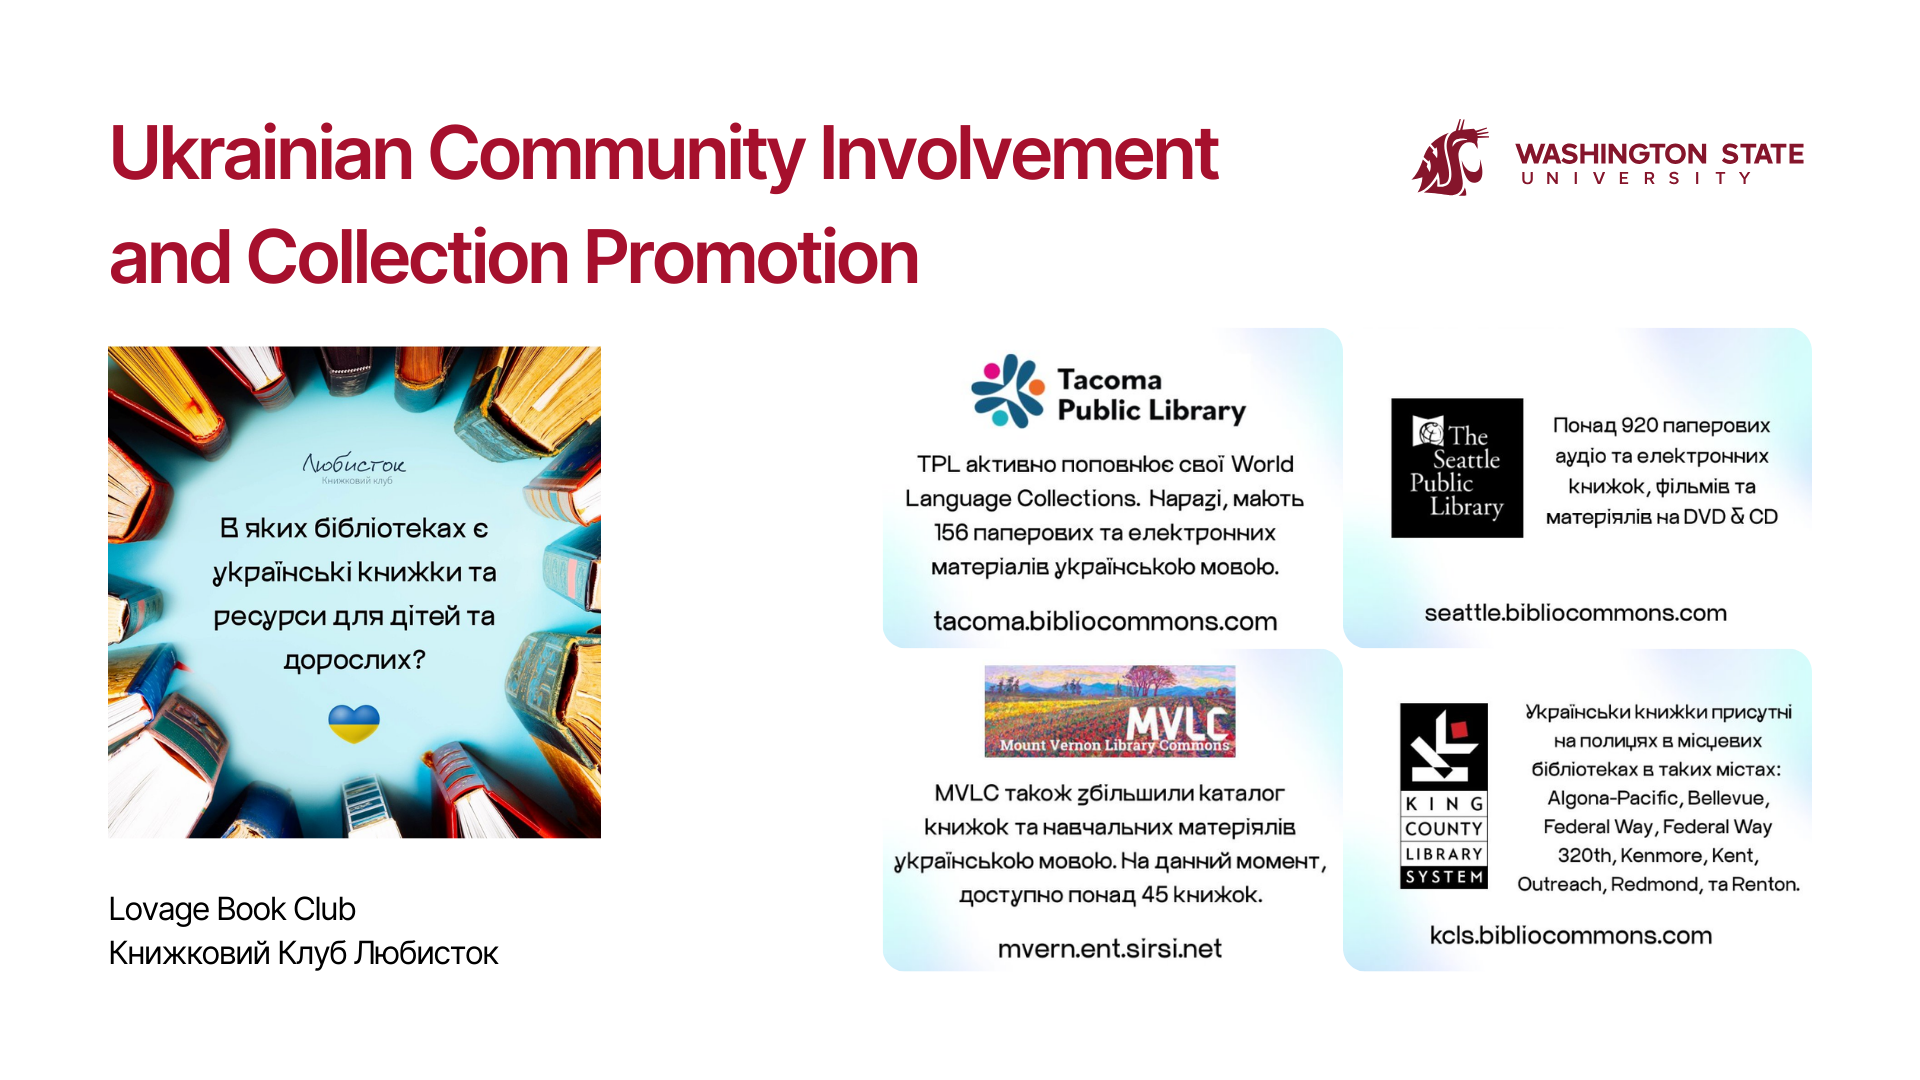 Ukrainian Community Involvement
and Collection Promotion
WASHINGTON STATE
UNIVERSITY
Любисток
Книжковий клуб
В яких бібліотеках є
українські книжки та
ресурси для дітей та
дорослих?
Lovage Book Club
Книжковий Клуб Любисток
Tacoma
Public Library
TPL активно поповнює свої World
Language Collections. Наразі, мають
156 паперових та електронних
матеріалів українською мовою.
tacoma.bibliocommons.com
The
Seattle
Public
Library
Понад 920 паперових
аудіо та електронних
книжок, фільмів та
матеріялів на DVD & CD
seattle.bibliocommons.com
MVLC
Mount Vernon Library Commons
MVLC також збільшили каталог
книжок та навчальних матеріялів
українською мовою. На данний момент,
доступно понад 45 книжок.
mvern.ent.sirsi.net
KING
COUNTY
LIBRARY
SYSTEM
Українськи книжки присутні
на полицях в місцевих
бібліотеках в таких містах:
Algona-Pacific, Bellevue,
Federal Way, Federal Way
320th, Kenmore, Kent,
Outreach, Redmond, та Renton.
kcls.bibliocommons.com